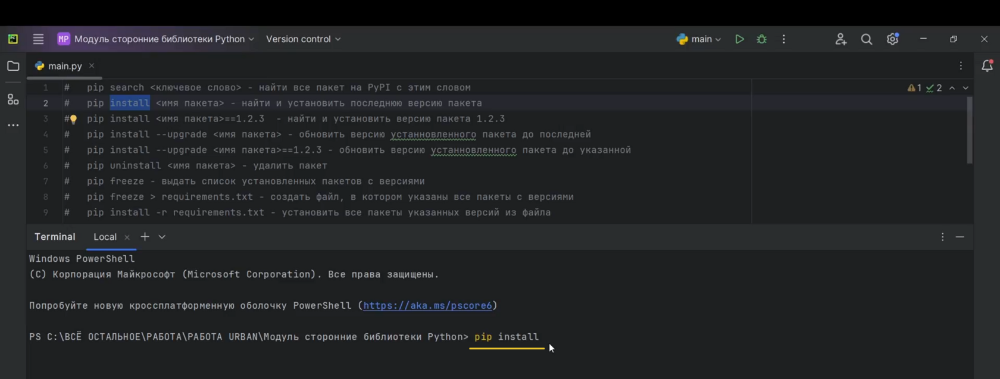 PC MP Модуль сторонние библиотеки Python Version control main
main.py
1 # pip search <ключевое слово> - найти все пакет на PyPI с этим словом 1 2
2 # pip install <имя пакета> - найти и установить последнюю версию пакета
3 # pip install <имя пакета>==1.2.3 - найти и установить версию пакета 1.2.3
4 # pip install --upgrade <имя пакета> - обновить версию устанновленного пакета до последней
5 # pip install --upgrade <имя пакета>==1.2.3 - обновить версию устанновленного пакета до указанной
6 # pip uninstall <имя пакета> - удалить пакет
7 # pip freeze - выдать список установленных пакетов с версиями
8 # pip freeze > requirements.txt - создать файл, в котором указаны все пакеты с версиями
9 # pip install -r requirements.txt - установить все пакеты указанных версий из файла
Terminal Local
Windows PowerShell
(C) Корпорация Майкрософт (Microsoft Corporation). Все права защищены.
Попробуйте новую кроссплатформенную оболочку PowerShell (https://aka.ms/pscore6)
PS C:\ВСЁ ОСТАЛЬНОЕ\РАБОТА\РАБОТА URBAN\Модуль сторонние библиотеки Python> pip install